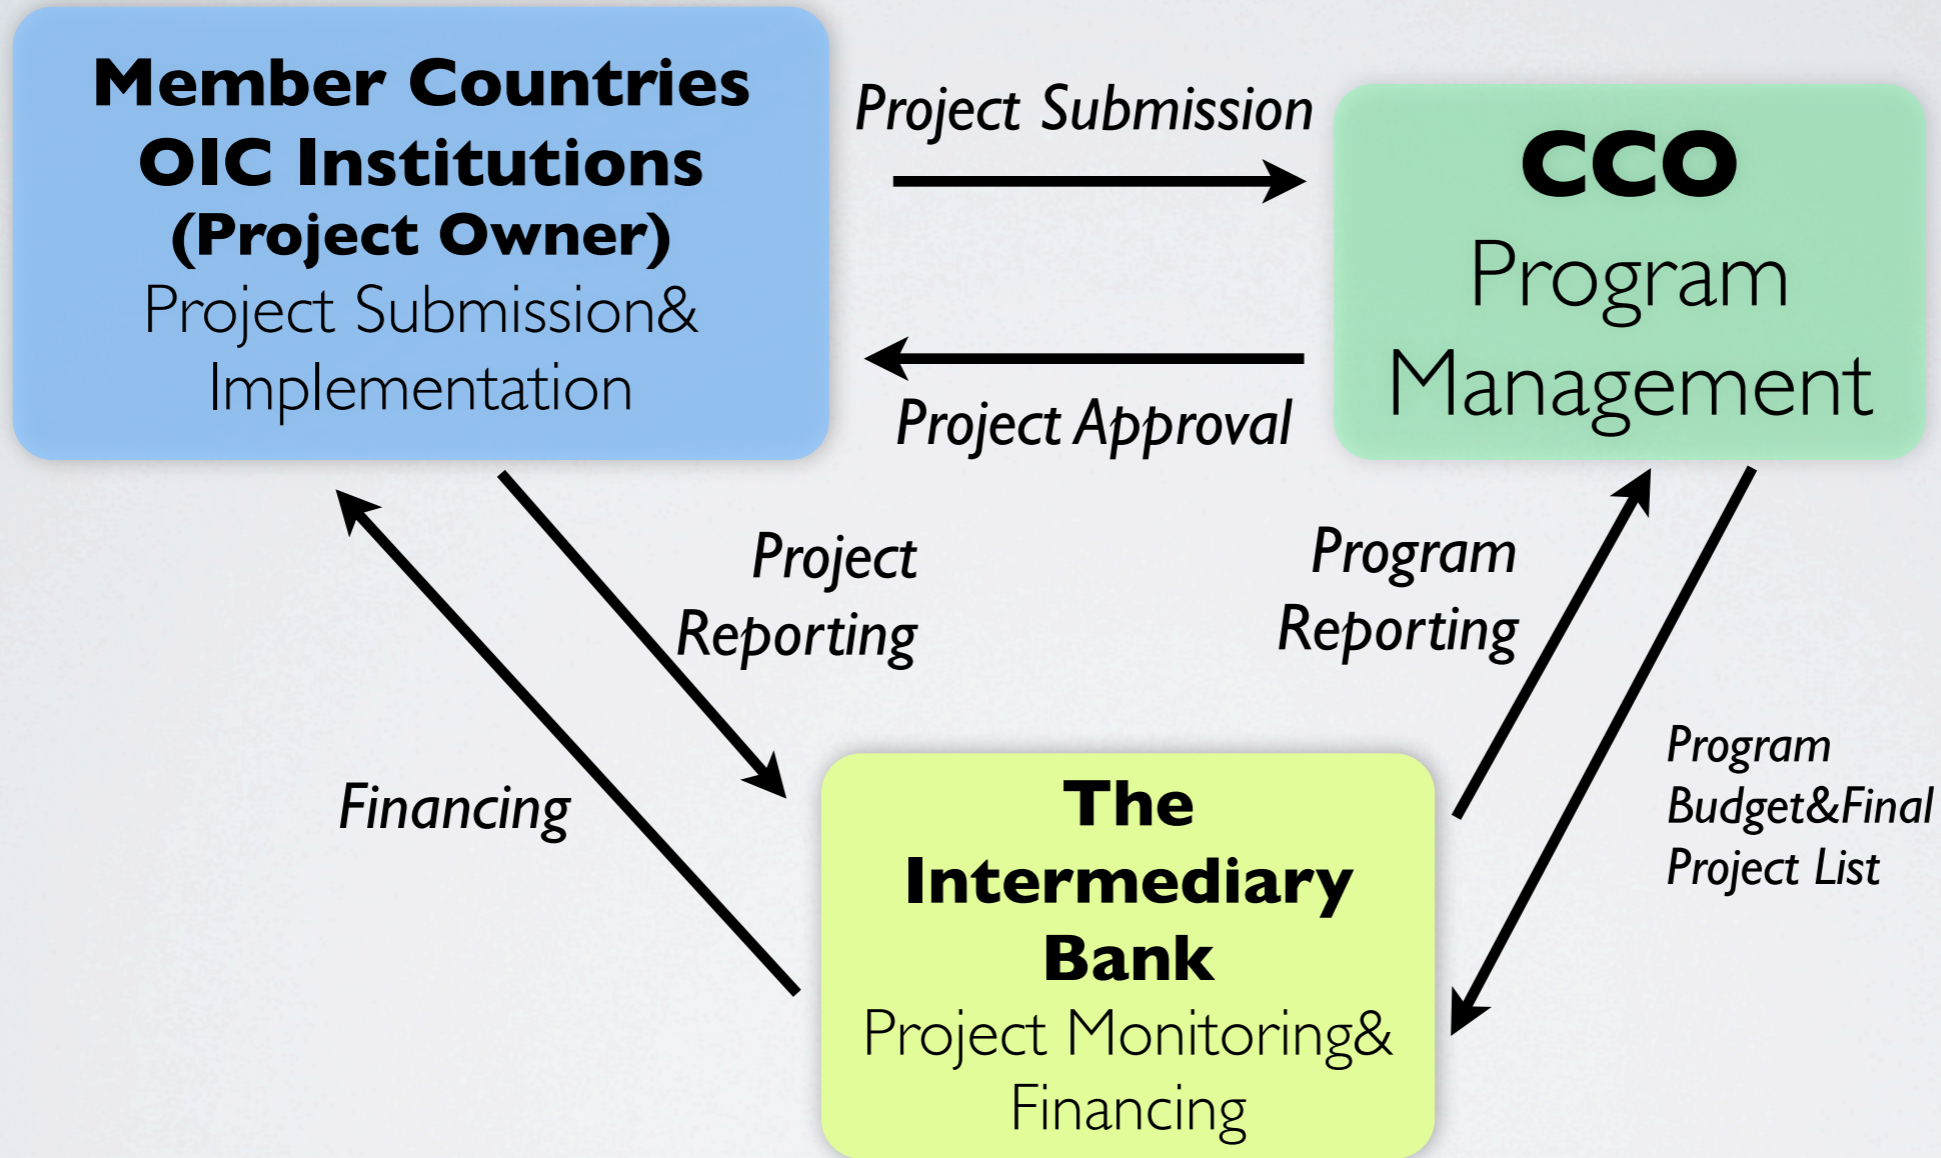 Member Countries
OIC Institutions
(Project Owner)
Project Submission&
Implementation
Project Submission
Project Approval
CCO
Program
Management
Project
Reporting
Program
Reporting
Financing
Program
Budget&Final
Project List
The
Intermediary
Bank
Project Monitoring&
Financing